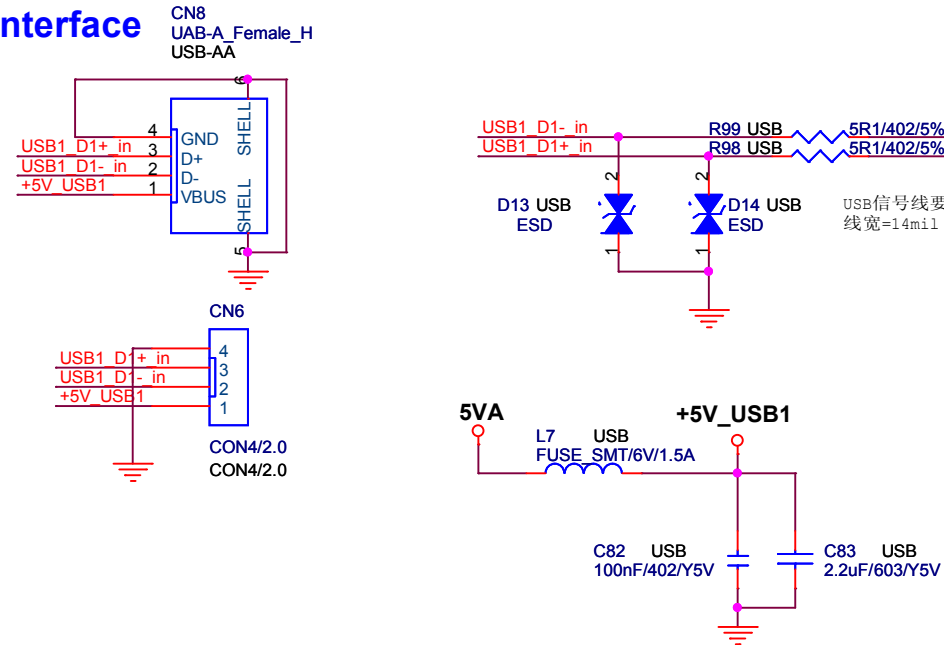 nterface
CN8
UAB-A_Female_H
USB-AA
6
4
GND
SHELL
USB1_D1+_in
3
D+
USB1_D1-_in
2
D-
+5V_USB1
1
VBUS
SHELL
5
USB1_D1-_in
R99 USB
5R1/402/5%
USB1_D1+_in
R98 USB
5R1/402/5%
2
2
D13 USB
ESD
D14 USB
ESD
1
1
USB信号线要
线宽=14mil
CN6
USB1_D1+_in
4
3
USB1_D1-_in
2
+5V_USB1
1
CON4/2.0
CON4/2.0
5VA
+5V_USB1
L7 USB
FUSE_SMT/6V/1.5A
C82 USB
100nF/402/Y5V
C83 USB
2.2uF/603/Y5V